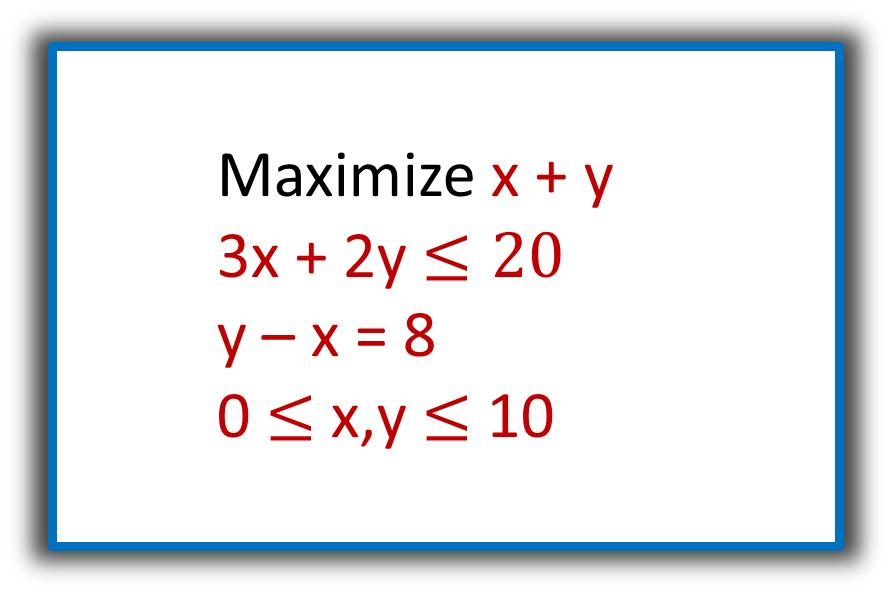 Maximize x + y
3x + 2y ≤ 20
y – x = 8
0 ≤ x,y ≤ 10